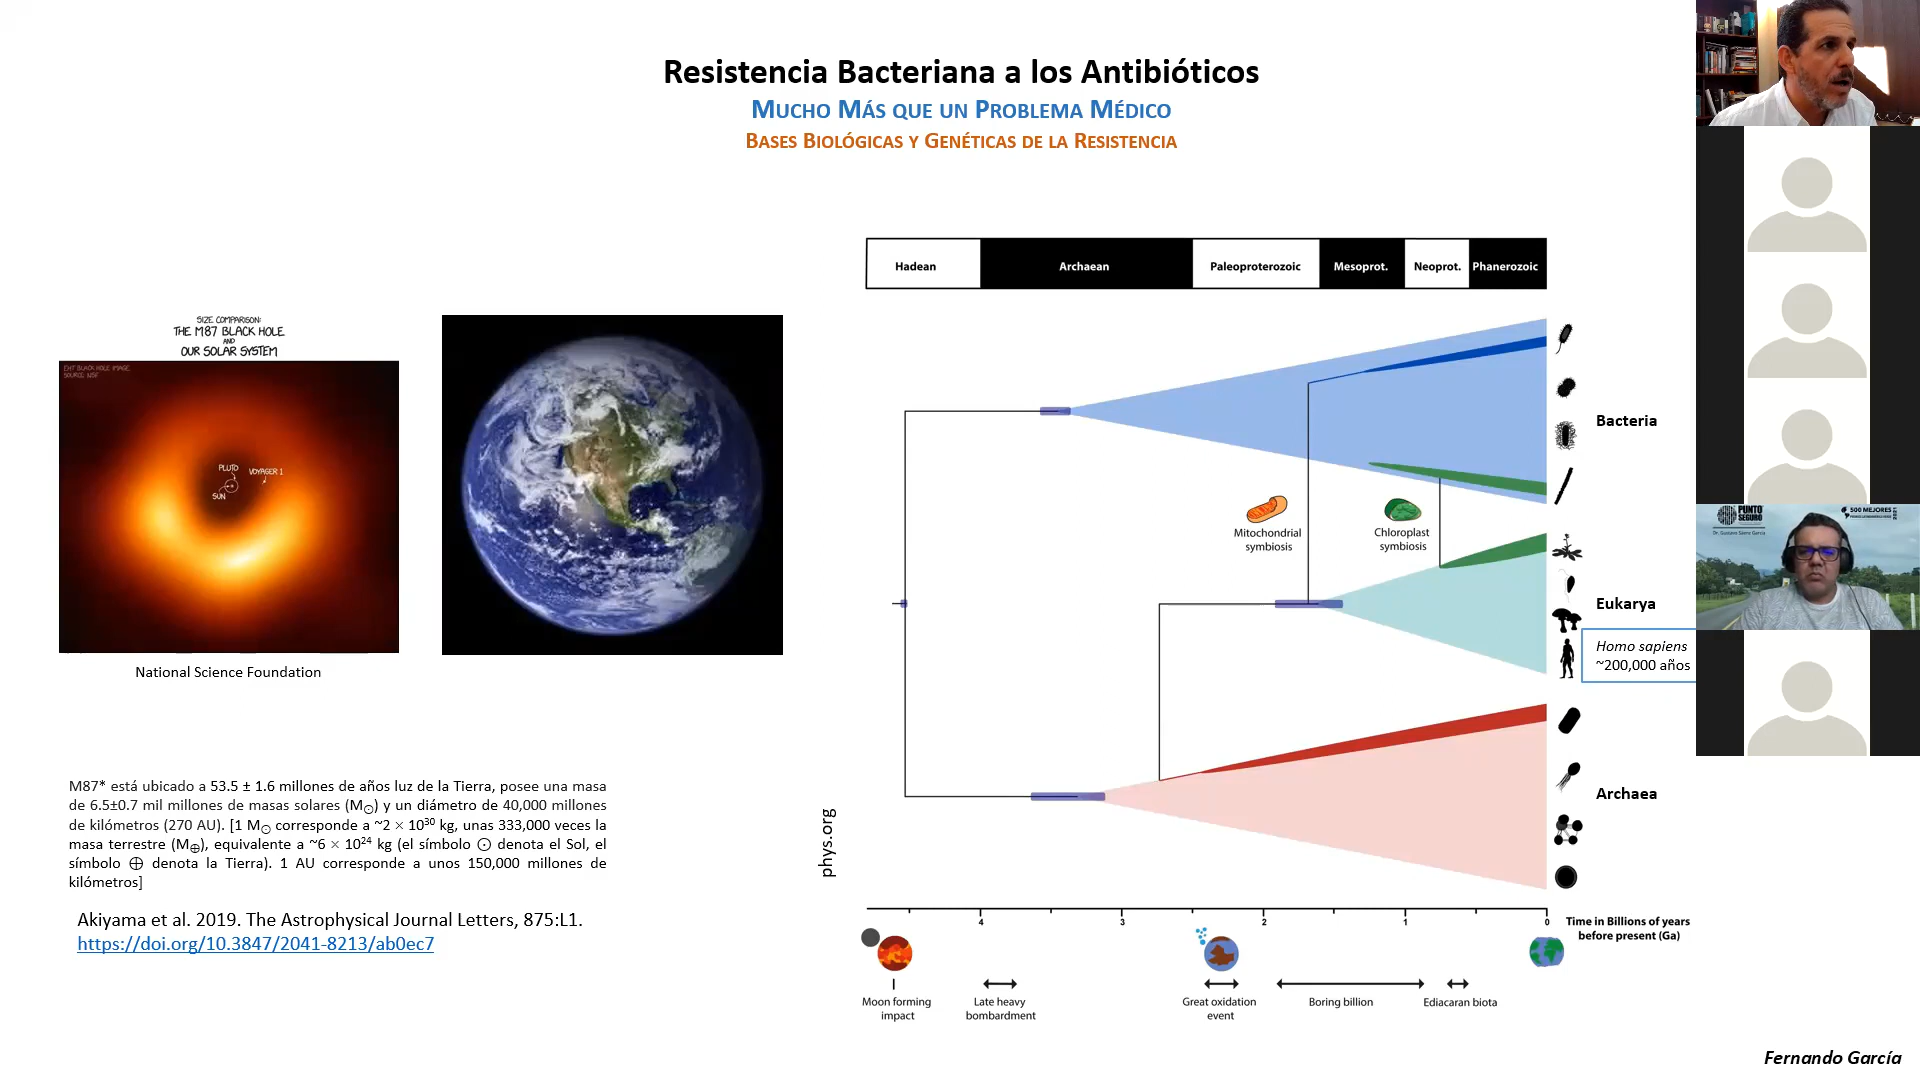 Resistencia Bacteriana a los Antibióticos
MUCHO MÁS QUE UN PROBLEMA MÉDICO
BASES BIOLÓGICAS Y GENÉTICAS DE LA RESISTENCIA
SIZE COMPARISON:
THE M87 BLACK HOLE
AND
OUR SOLAR SYSTEM
EHT BLACK HOLE IMAGE
SOURCE: NSF
PLUTO
VOYAGER 1
SUN
National Science Foundation
M87* está ubicado a 53.5 ± 1.6 millones de años luz de la Tierra, posee una masa
de 6.5±0.7 mil millones de masas solares (M⊙) y un diámetro de 40,000 millones
de kilómetros (270 AU). [1 M⊙ corresponde a ~2 × 10³⁰ kg, unas 333,000 veces la
masa terrestre (M⊕), equivalente a ~6 × 10²⁴ kg (el símbolo ⊙ denota el Sol, el
símbolo ⊕ denota la Tierra). 1 AU corresponde a unos 150,000 millones de
kilómetros]
Akiyama et al. 2019. The Astrophysical Journal Letters, 875:L1.
https://doi.org/10.3847/2041-8213/ab0ec7
Hadean
Archaean
Paleoproterozoic
Mesoprot.
Neoprot.
Phanerozoic
Bacteria
Mitochondrial
symbiosis
Chloroplast
symbiosis
Eukarya
Homo sapiens
~200,000 años
Archaea
phys.org
4
3
2
1
0
Time in Billions of years
before present (Ga)
Moon forming
impact
Late heavy
bombardment
Great oxidation
event
Boring billion
Ediacaran biota
PUNTO
SEGURO
500 MEJORES
2021
Fernando García